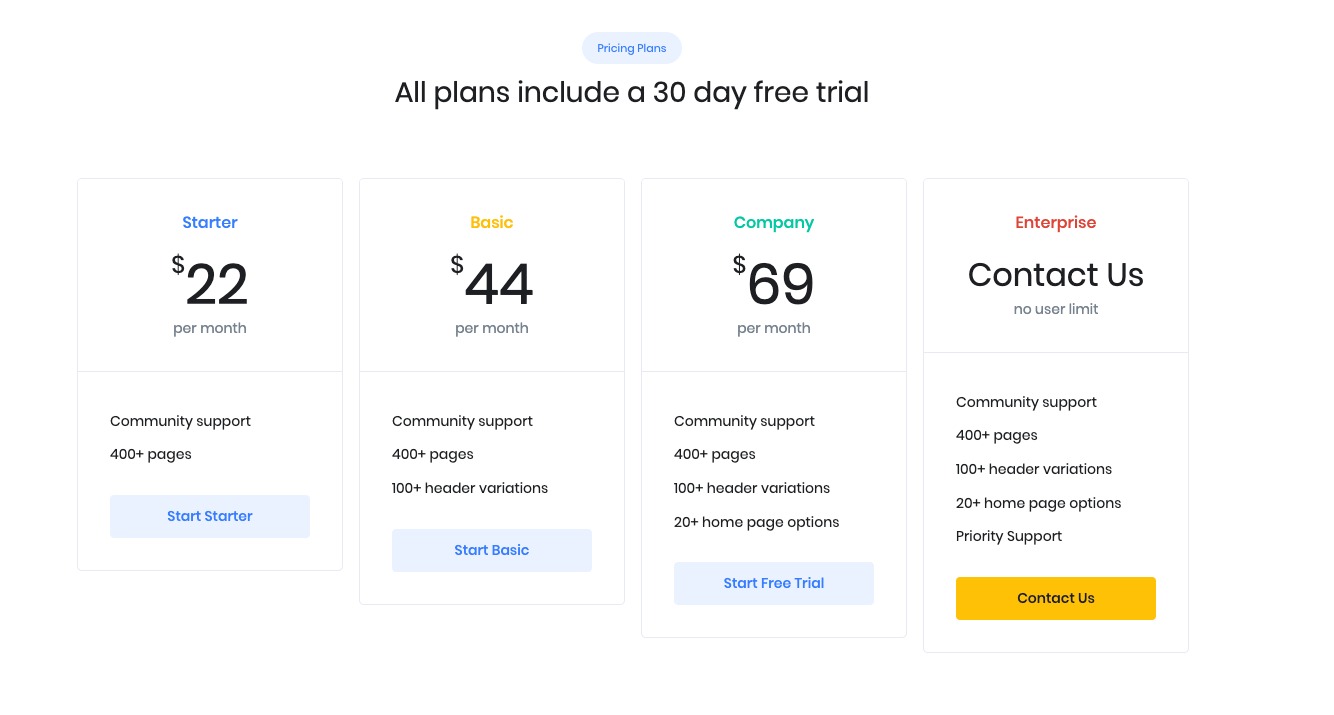 Pricing Plans
All plans include a 30 day free trial
Starter
$22
per month
Community support
400+ pages
Start Starter
Basic
$44
per month
Community support
400+ pages
100+ header variations
Start Basic
Company
$69
per month
Community support
400+ pages
100+ header variations
20+ home page options
Start Free Trial
Enterprise
Contact Us
no user limit
Community support
400+ pages
100+ header variations
20+ home page options
Priority Support
Contact Us